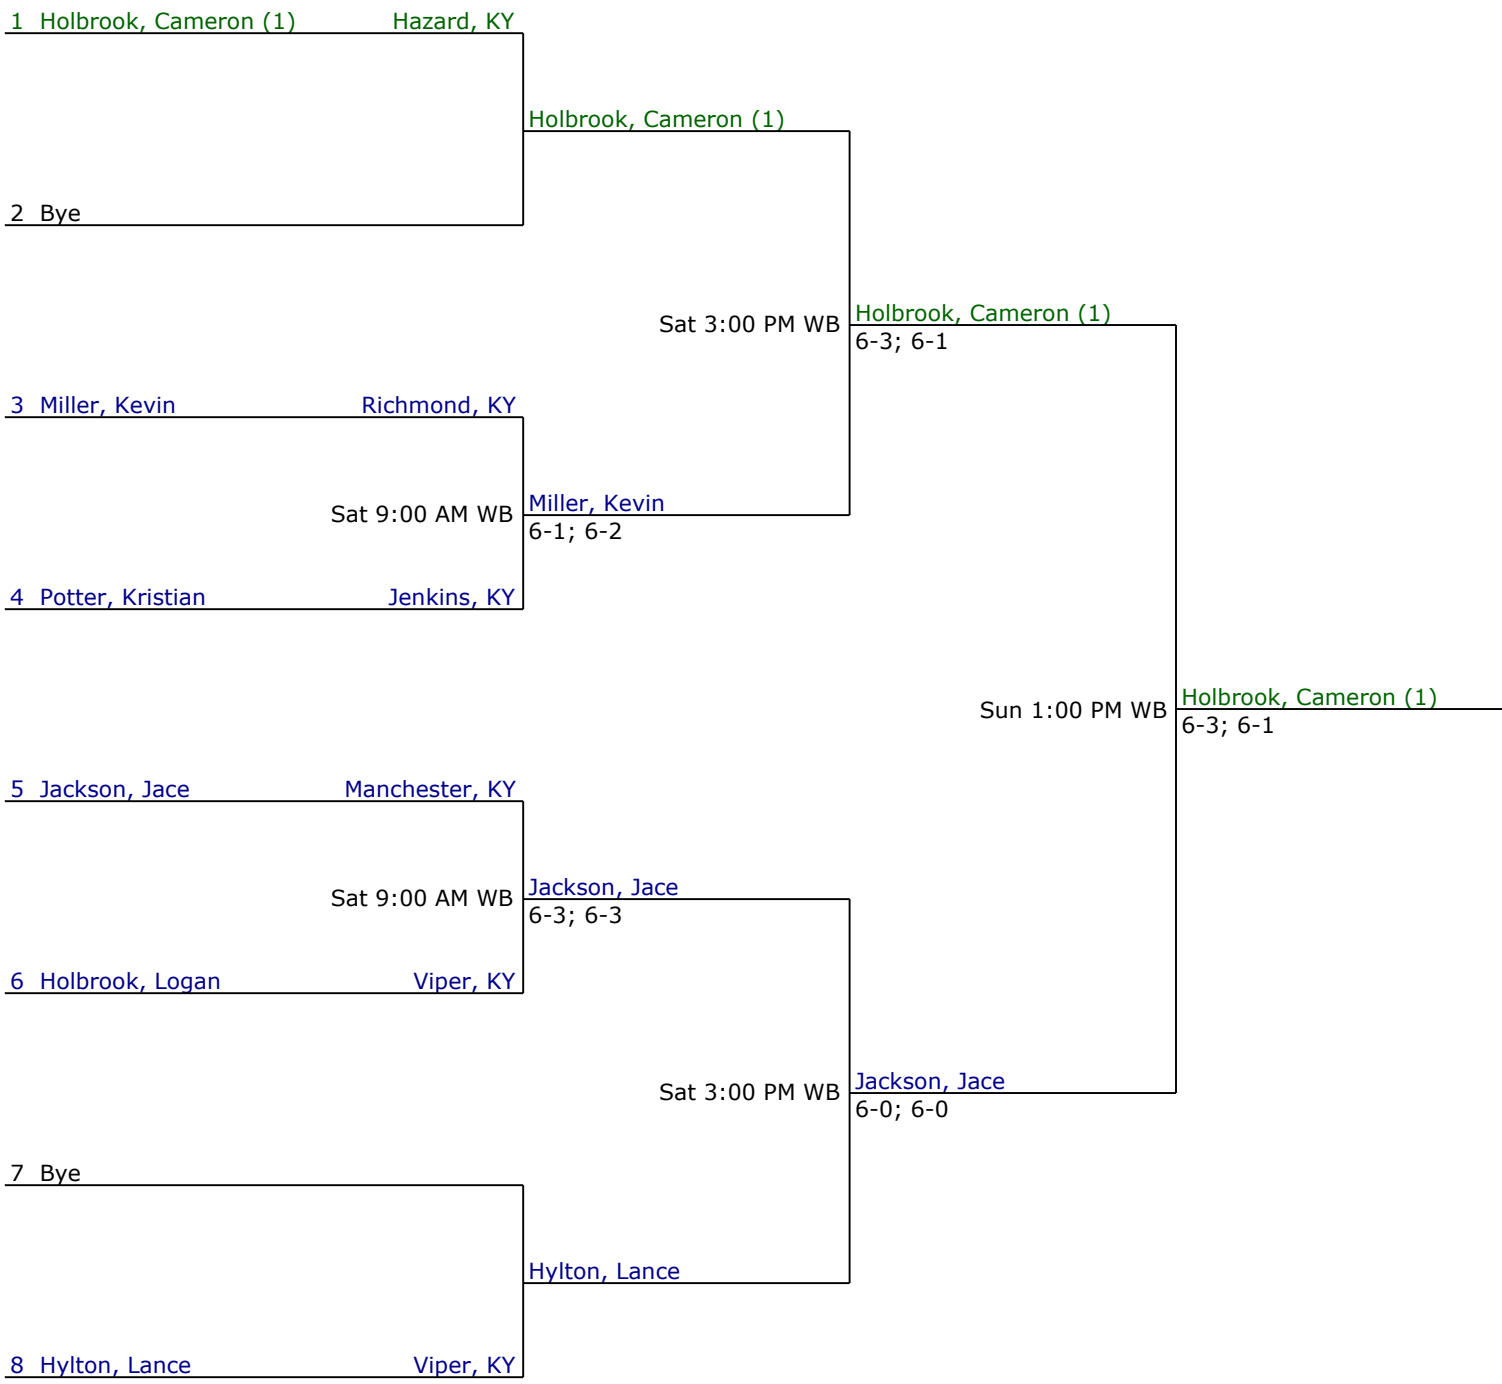 1 Holbrook, Cameron (1) Hazard, KY
Holbrook, Cameron (1)
2 Bye
Sat 3:00 PM WB
Holbrook, Cameron (1)
6-3; 6-1
3 Miller, Kevin Richmond, KY
Sat 9:00 AM WB
Miller, Kevin
6-1; 6-2
4 Potter, Kristian Jenkins, KY
Sun 1:00 PM WB
Holbrook, Cameron (1)
6-3; 6-1
5 Jackson, Jace Manchester, KY
Sat 9:00 AM WB
Jackson, Jace
6-3; 6-3
6 Holbrook, Logan Viper, KY
Sat 3:00 PM WB
Jackson, Jace
6-0; 6-0
7 Bye
Hylton, Lance
8 Hylton, Lance Viper, KY